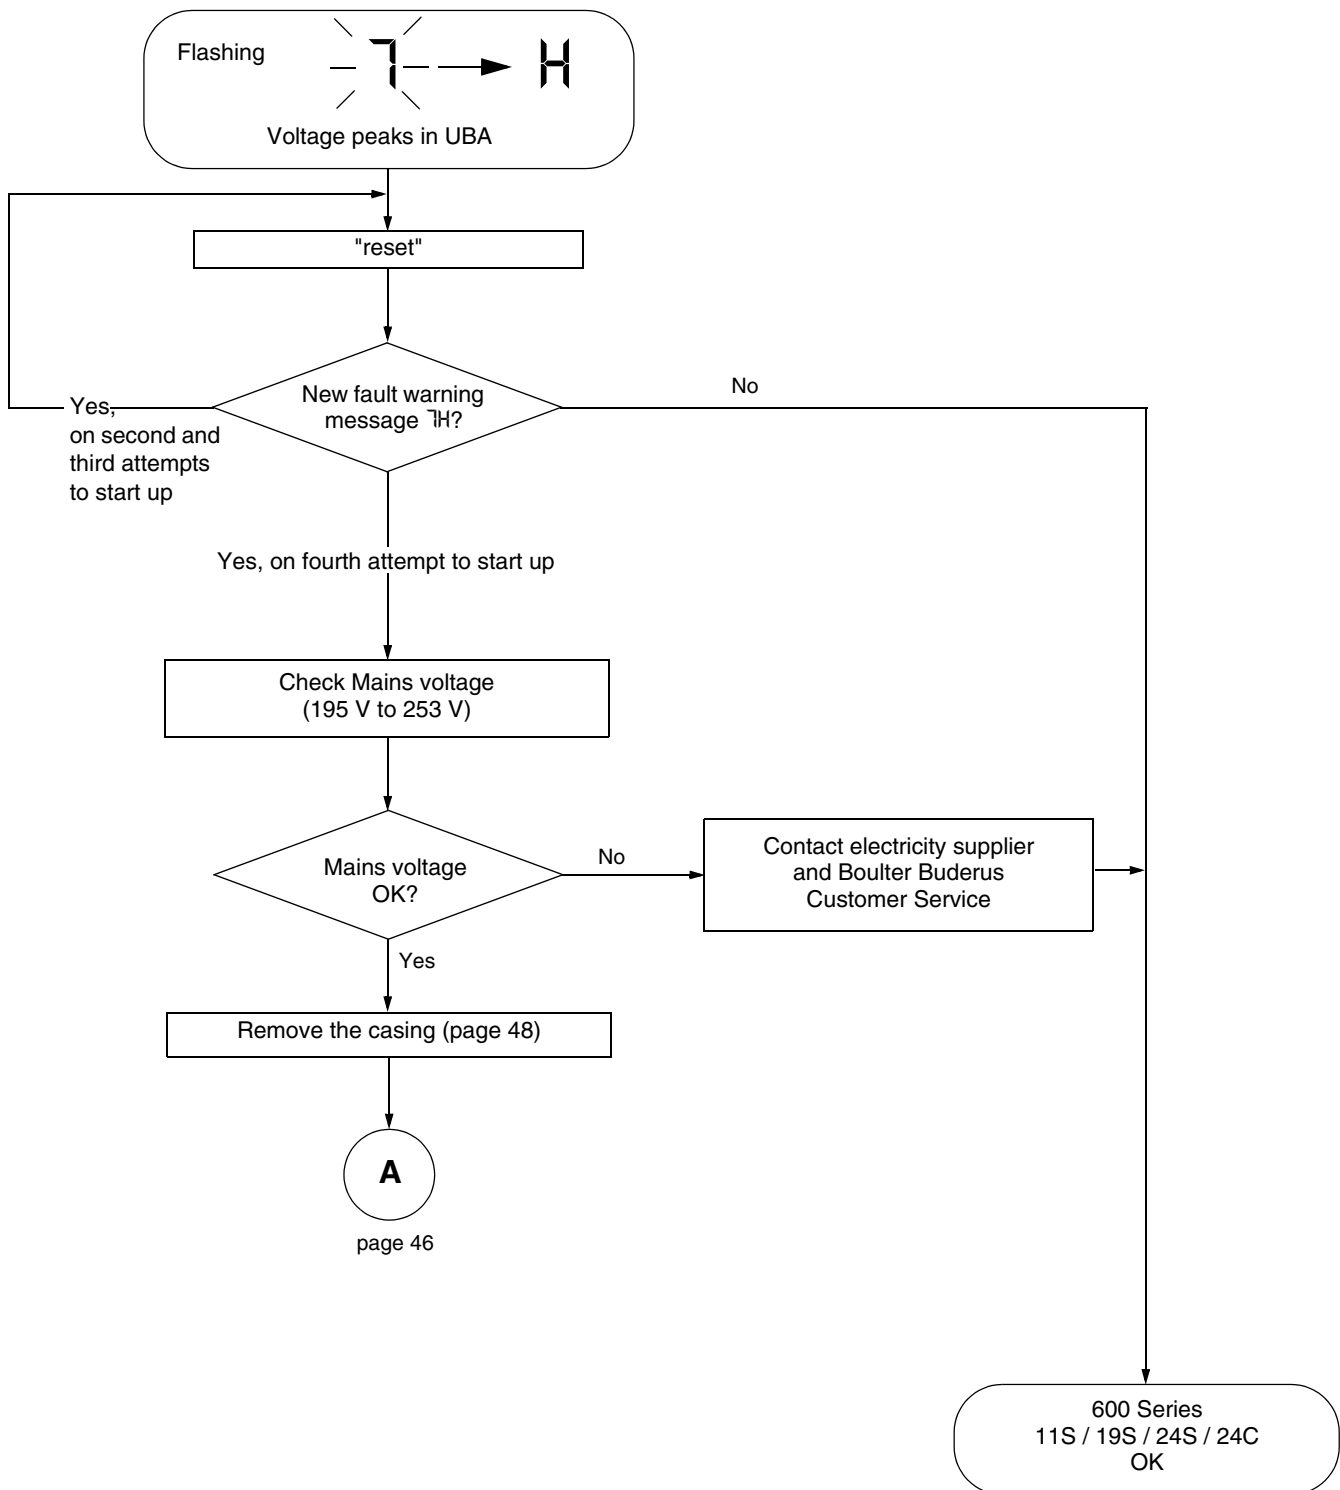 Flashing
7 H
Voltage peaks in UBA
"reset"
New fault warning
message 7H?
No
Yes,
on second and
third attempts
to start up
Yes, on fourth attempt to start up
Check Mains voltage
(195 V to 253 V)
Mains voltage
OK?
No
Contact electricity supplier
and Boulter Buderus
Customer Service
Yes
Remove the casing (page 48)
A
page 46
600 Series
11S / 19S / 24S / 24C
OK